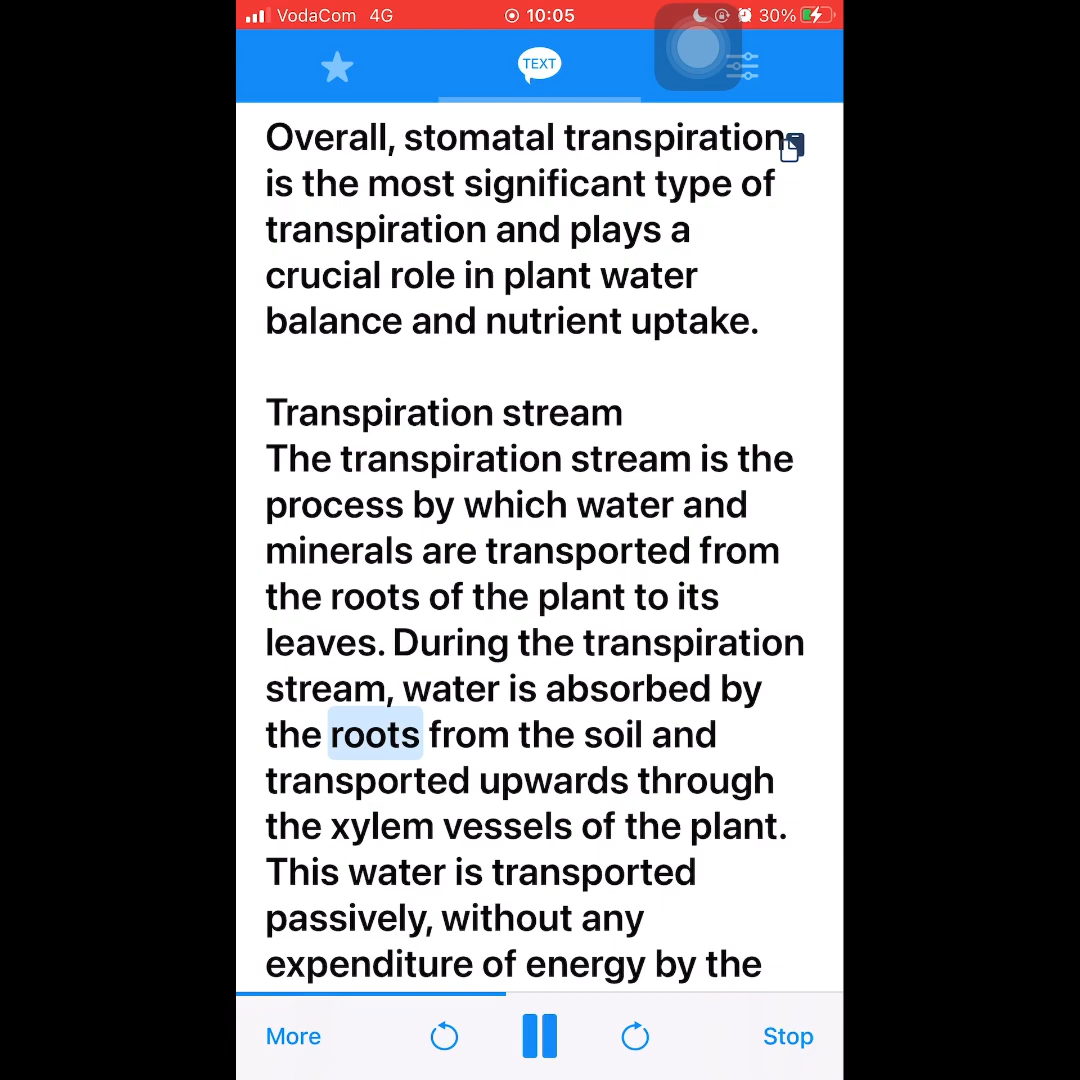 VodaCom 4G 10:05 30%
TEXT
Overall, stomatal transpiration
is the most significant type of
transpiration and plays a
crucial role in plant water
balance and nutrient uptake.
Transpiration stream
The transpiration stream is the
process by which water and
minerals are transported from
the roots of the plant to its
leaves. During the transpiration
stream, water is absorbed by
the roots from the soil and
transported upwards through
the xylem vessels of the plant.
This water is transported
passively, without any
expenditure of energy by the
More Stop